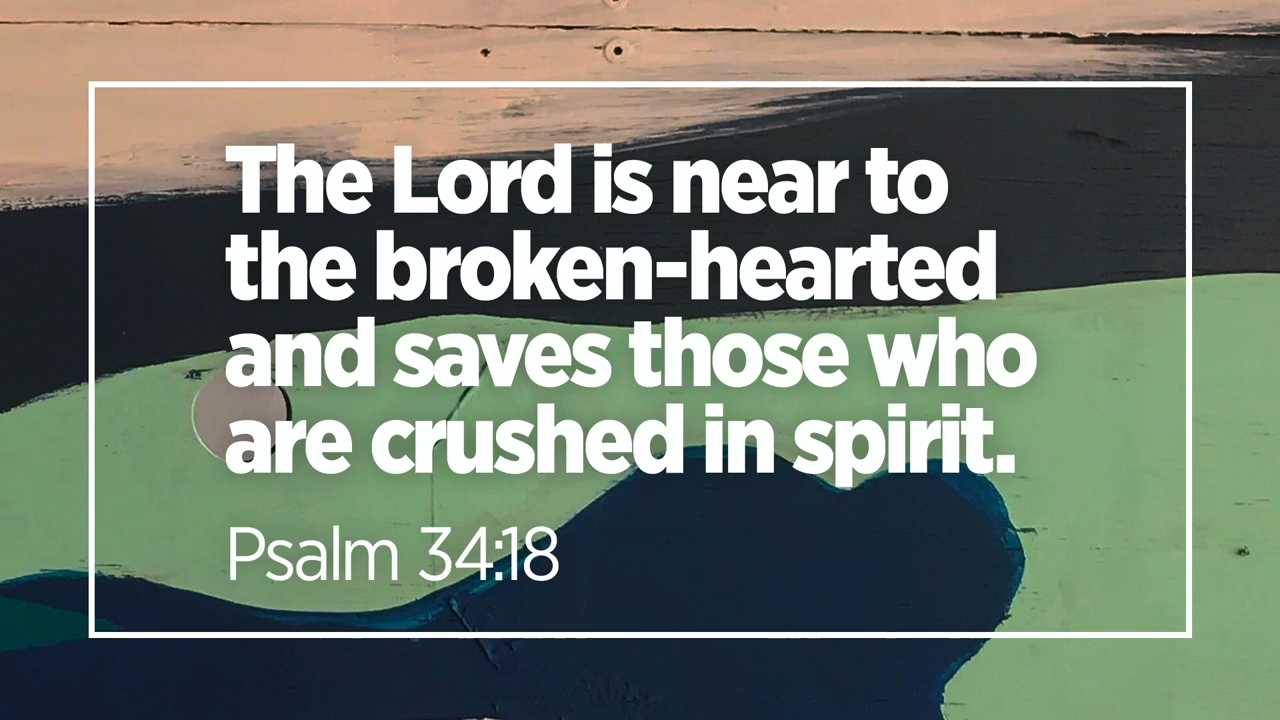 The Lord is near to
the broken-hearted
and saves those who
are crushed in spirit.
Psalm 34:18